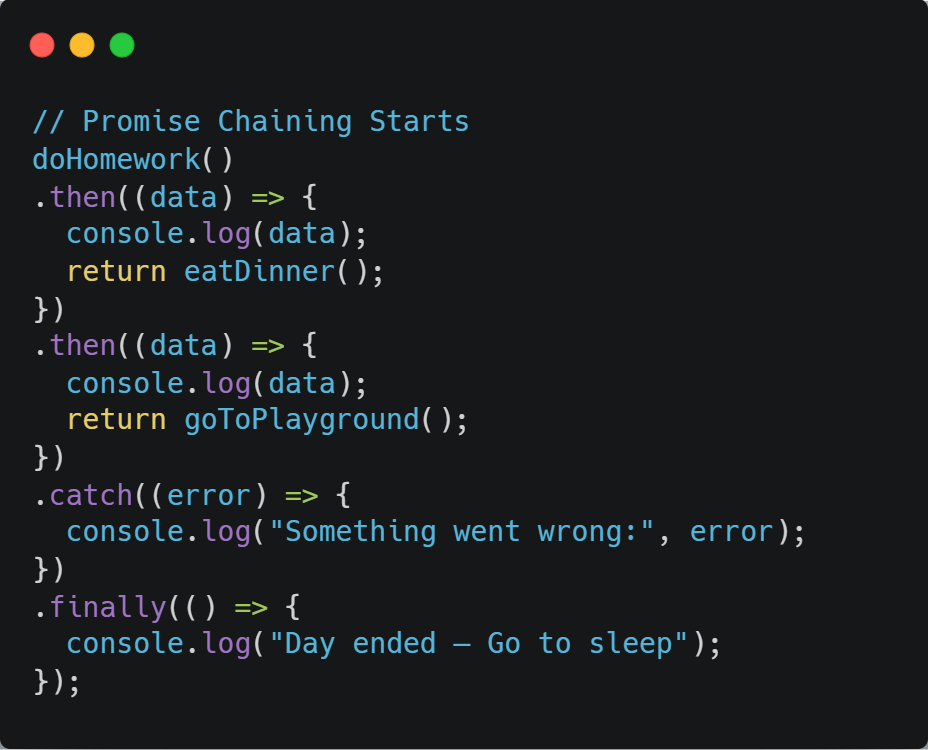 // Promise Chaining Starts
doHomework()
.then((data) => {
  console.log(data);
  return eatDinner();
})
.then((data) => {
  console.log(data);
  return goToPlayground();
})
.catch((error) => {
  console.log("Something went wrong:", error);
})
.finally(() => {
  console.log("Day ended — Go to sleep");
});